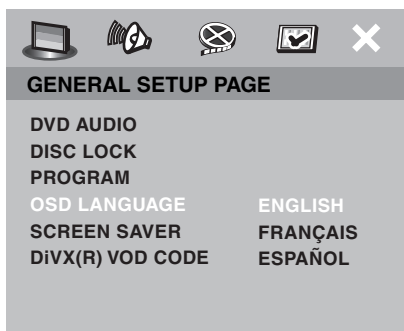 GENERAL SETUP PAGE
DVD AUDIO
DISC LOCK
PROGRAM
OSD LANGUAGE ENGLISH
SCREEN SAVER FRANÇAIS
DiVX(R) VOD CODE ESPAÑOL